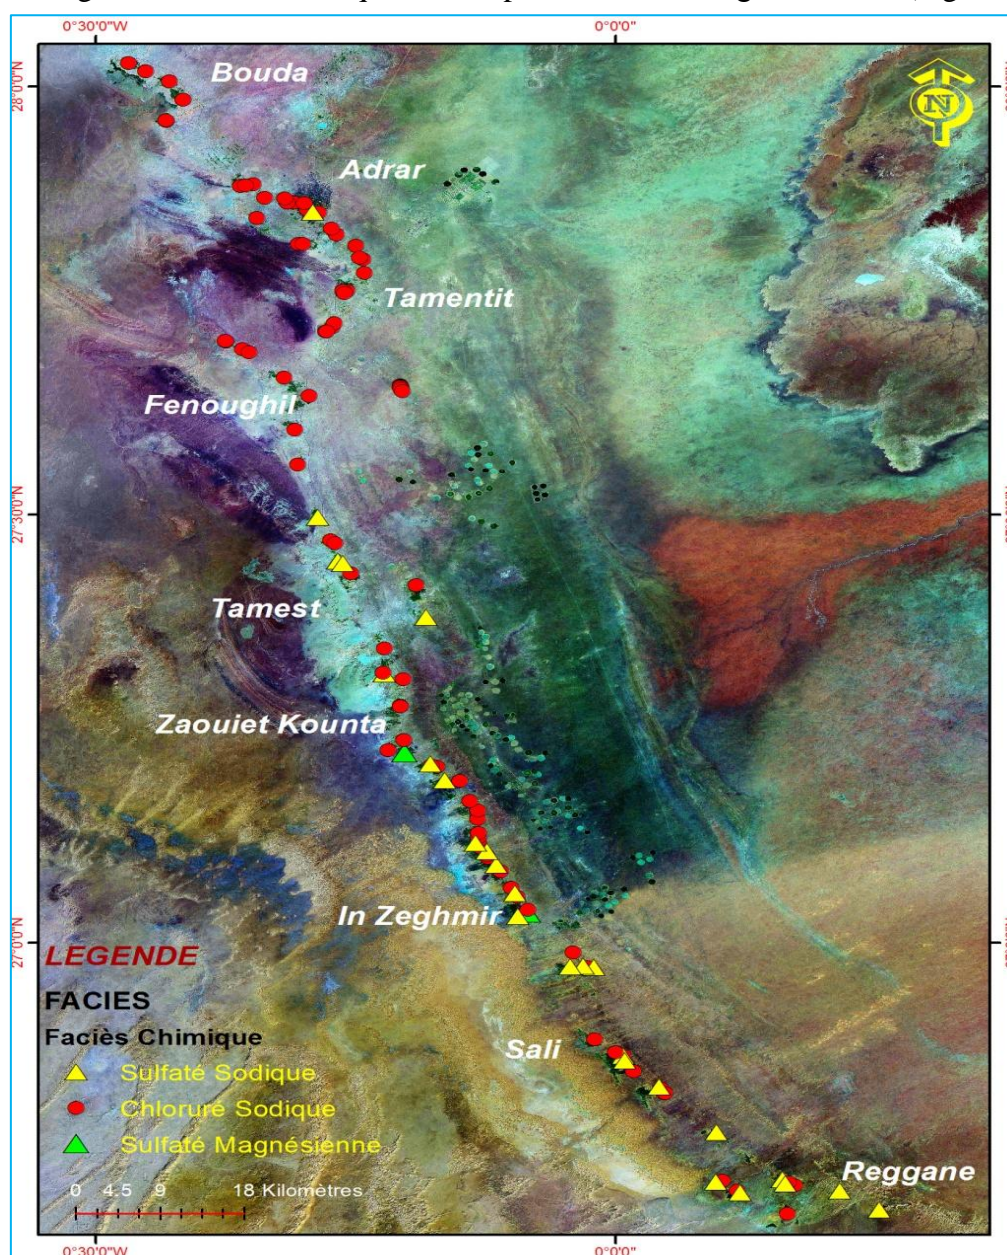 0°30'0"W 0°0'0"
28°0'0"N
Bouda
N
Adrar
Tamentit
Fenoughil
27°30'0"N
Tamest
Zaouiet Kounta
In Zeghmir
27°0'0"N
LEGENDE
FACIES
Faciès Chimique
Sulfaté Sodique
Chloruré Sodique
Sulfaté Magnésienne
Sali
Reggane
0 4.5 9 18 Kilomètres
0°30'0"W 0°0'0"